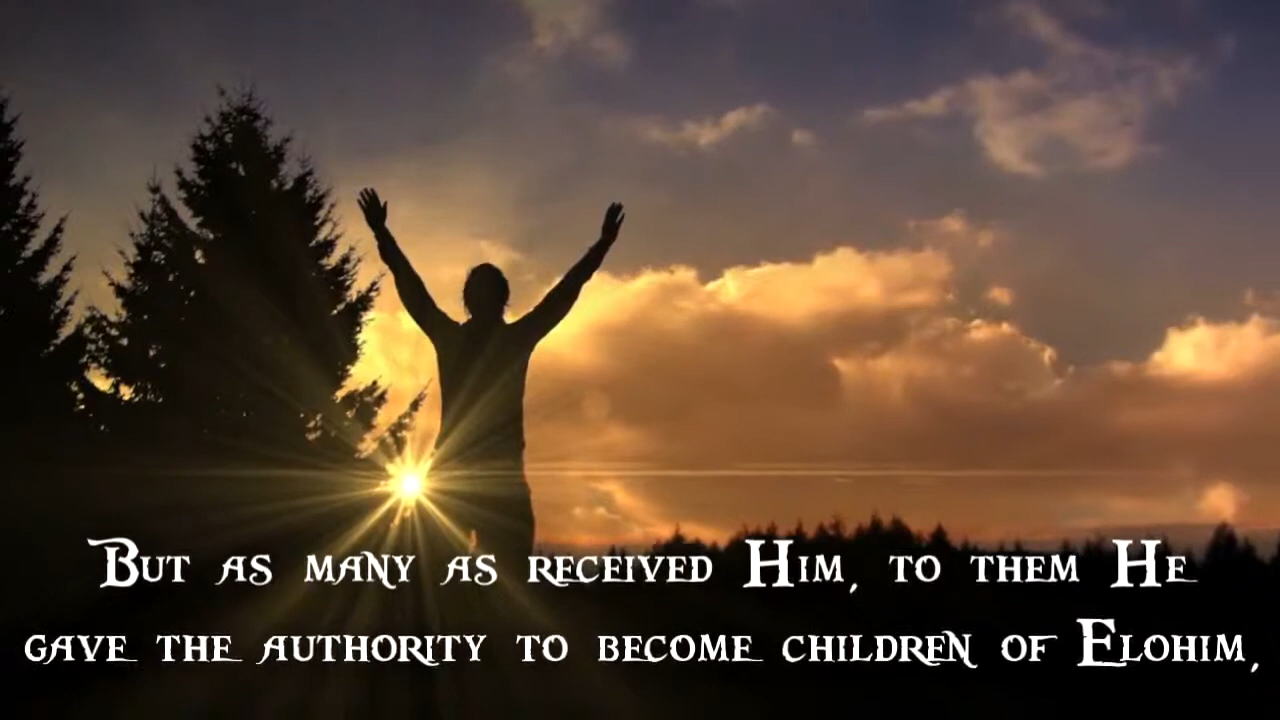 But as many as received Him, to them He
gave the authority to become children of Elohim,